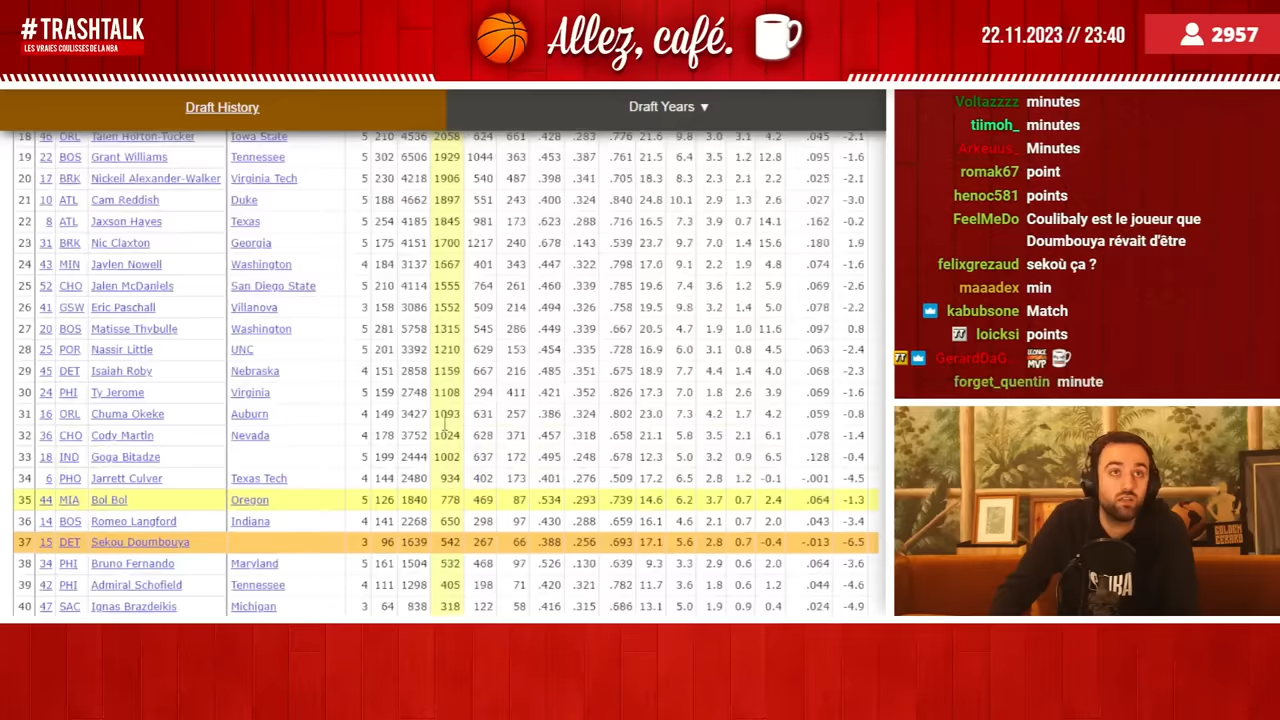 #TRASHTALK
LES VRAIES COULISSES DE LA NBA
Allez, café.
22.11.2023 // 23:40
2957
Draft History
Draft Years ▼
18 46 ORL Talen Horton-Tucker Iowa State 5 210 4536 2058 624 661 .428 .283 .776 21.6 9.8 3.0 3.1 4.2 .045 -2.1
19 22 BOS Grant Williams Tennessee 5 302 6506 1929 1044 363 .453 .387 .761 21.5 6.4 3.5 1.2 12.8 .095 -1.6
20 17 BRK Nickeil Alexander-Walker Virginia Tech 5 230 4218 1906 540 487 .398 .341 .705 18.3 8.3 2.3 2.1 2.2 .025 -2.1
21 10 ATL Cam Reddish Duke 5 188 4662 1897 551 243 .400 .324 .840 24.8 10.1 2.9 1.3 2.6 .027 -3.0
22 8 ATL Jaxson Hayes Texas 5 254 4185 1845 981 173 .623 .288 .716 16.5 7.3 3.9 0.7 14.1 .162 -0.2
23 31 BRK Nic Claxton Georgia 5 175 4151 1700 1217 240 .678 .143 .539 23.7 9.7 7.0 1.4 15.6 .180 1.9
24 43 MIN Jaylen Nowell Washington 4 184 3137 1667 401 343 .447 .322 .798 17.0 9.1 2.2 1.9 4.8 .074 -1.6
25 52 CHO Jalen McDaniels San Diego State 5 210 4114 1555 764 261 .460 .339 .785 19.6 7.4 3.6 1.2 5.9 .069 -2.6
26 41 GSW Eric Paschall Villanova 3 158 3086 1552 509 214 .494 .326 .758 19.5 9.8 3.2 1.4 5.0 .078 -2.2
27 20 BOS Matisse Thybulle Washington 5 281 5758 1315 545 286 .449 .339 .667 20.5 4.7 1.9 1.0 11.6 .097 0.8
28 25 POR Nassir Little UNC 5 201 3392 1210 629 153 .454 .335 .728 16.9 6.0 3.1 0.8 4.5 .063 -2.4
29 45 DET Isaiah Roby Nebraska 4 151 2858 1159 667 216 .485 .351 .675 18.9 7.7 4.4 1.4 4.0 .068 -2.3
30 24 PHI Ty Jerome Virginia 5 159 2748 1108 294 411 .421 .352 .826 17.3 7.0 1.8 2.6 3.9 .069 -1.6
31 16 ORL Chuma Okeke Auburn 4 149 3427 1093 631 257 .386 .324 .802 23.0 7.3 4.2 1.7 4.2 .059 -0.8
32 36 CHO Cody Martin Nevada 4 178 3752 1024 628 371 .457 .318 .658 21.1 5.8 3.5 2.1 6.1 .078 -1.4
33 18 IND Goga Bitadze 5 199 2444 1002 637 172 .495 .248 .678 12.3 5.0 3.2 0.9 6.5 .128 -0.4
34 6 PHO Jarrett Culver Texas Tech 4 144 2480 934 402 173 .408 .276 .509 17.2 6.5 2.8 1.2 -0.1 -.001 -4.5
35 44 MIA Bol Bol Oregon 5 126 1840 778 469 87 .534 .293 .739 14.6 6.2 3.7 0.7 2.4 .064 -1.3
36 14 BOS Romeo Langford Indiana 4 141 2268 650 298 97 .430 .288 .659 16.1 4.6 2.1 0.7 2.0 .043 -3.4
37 15 DET Sekou Doumbouya 3 96 1639 542 267 66 .388 .256 .693 17.1 5.6 2.8 0.7 -0.4 -.013 -6.5
38 34 PHI Bruno Fernando Maryland 5 161 1504 532 468 97 .526 .130 .639 9.3 3.3 2.9 0.6 2.0 .064 -3.6
39 42 PHI Admiral Schofield Tennessee 4 111 1298 405 198 71 .420 .321 .782 11.7 3.6 1.8 0.6 1.2 .044 -4.6
40 47 SAC Ignas Brazdeikis Michigan 3 64 838 318 122 58 .416 .315 .686 13.1 5.0 1.9 0.9 0.4 .024 -4.9
Voltazzzz minutes
tiimoh_ minutes
Arkeuus_ Minutes
romak67 point
henoc581 points
FeelMeDo Coulibaly est le joueur que
Doumbouya révait d'être
felixgrezaud sekoù ça ?
maaadex min
kabubsone Match
loicksi points
GerardDaG...
MVP
forget_quentin minute